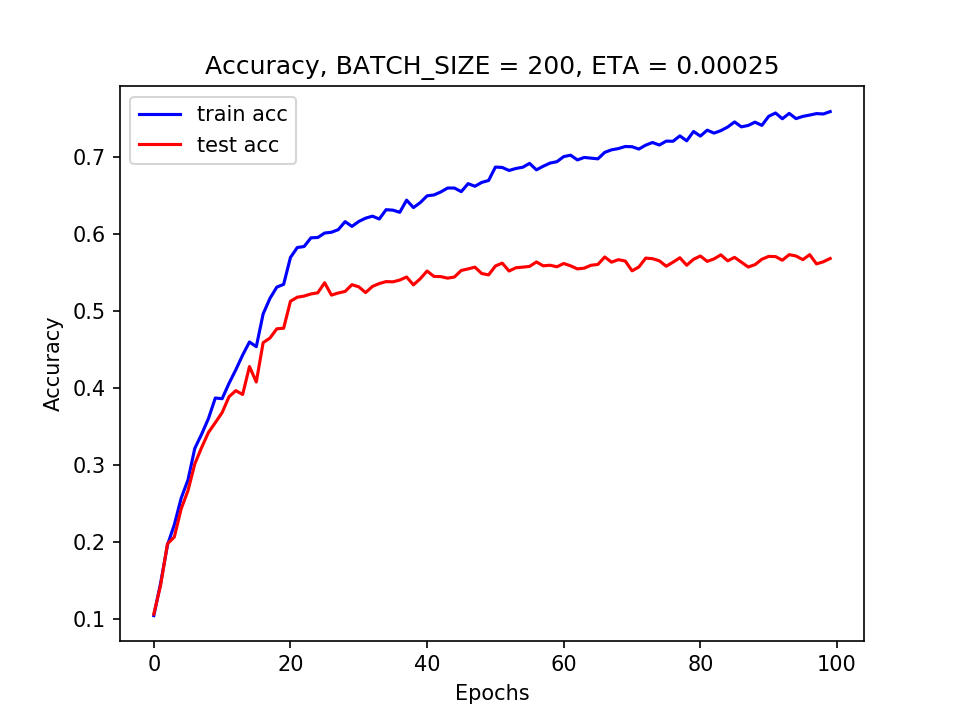 Accuracy, BATCH_SIZE = 200, ETA = 0.00025
train acc
test acc
Accuracy
0.7
0.6
0.5
0.4
0.3
0.2
0.1
0 20 40 60 80 100
Epochs